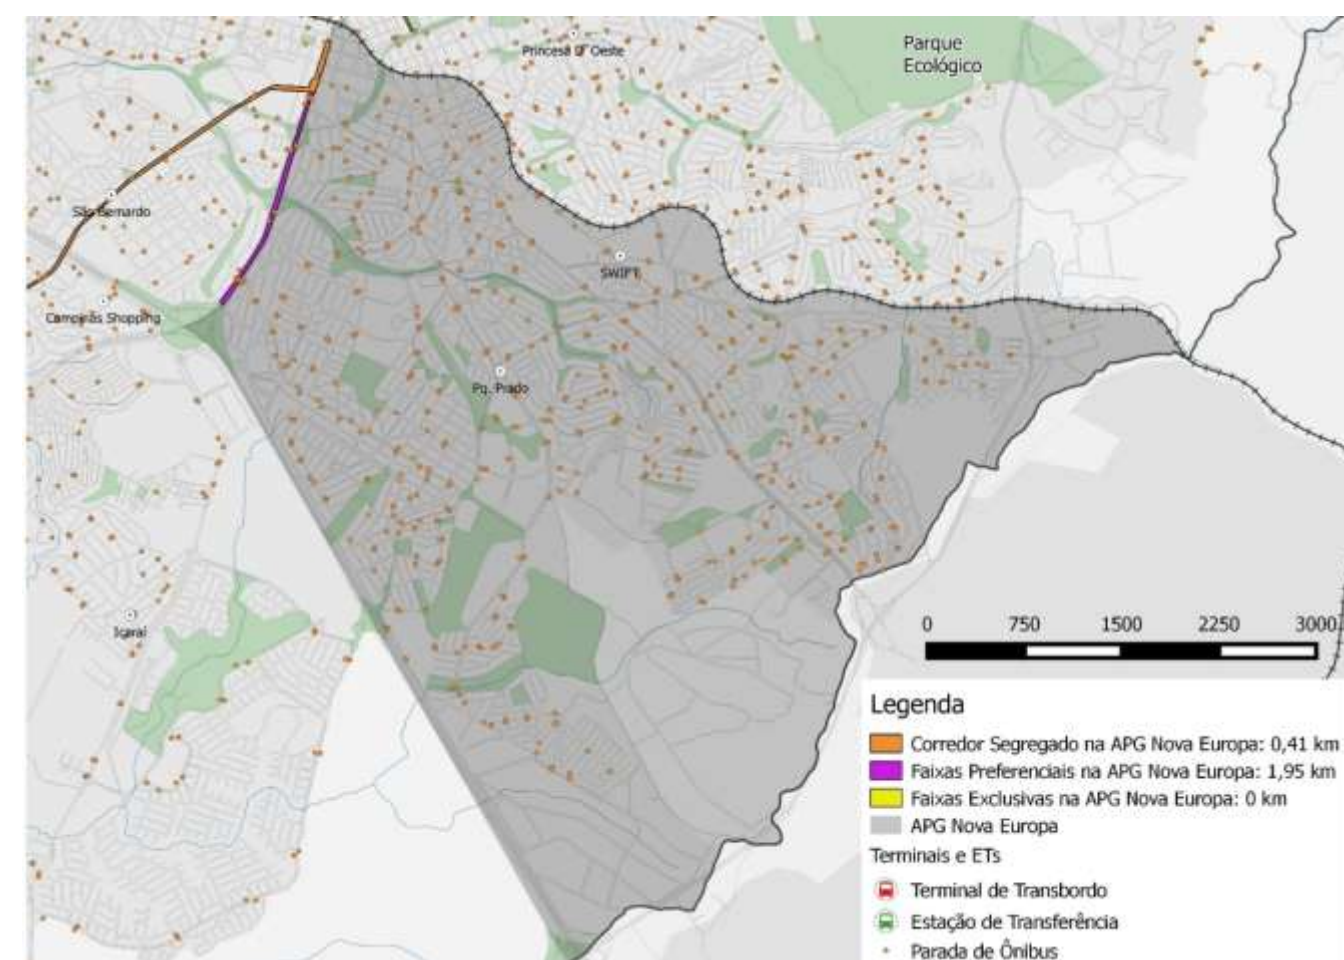 Princesa D' Oeste
Parque
Ecológico
São Bernardo
SWIFT
Campinas Shopping
Pq. Prado
Igaraí
0 750 1500 2250 3000
Legenda
Corredor Segregado na APG Nova Europa: 0,41 km
Faixas Preferenciais na APG Nova Europa: 1,95 km
Faixas Exclusivas na APG Nova Europa: 0 km
APG Nova Europa
Terminais e ETs
Terminal de Transbordo
Estação de Transferência
Parada de Ônibus